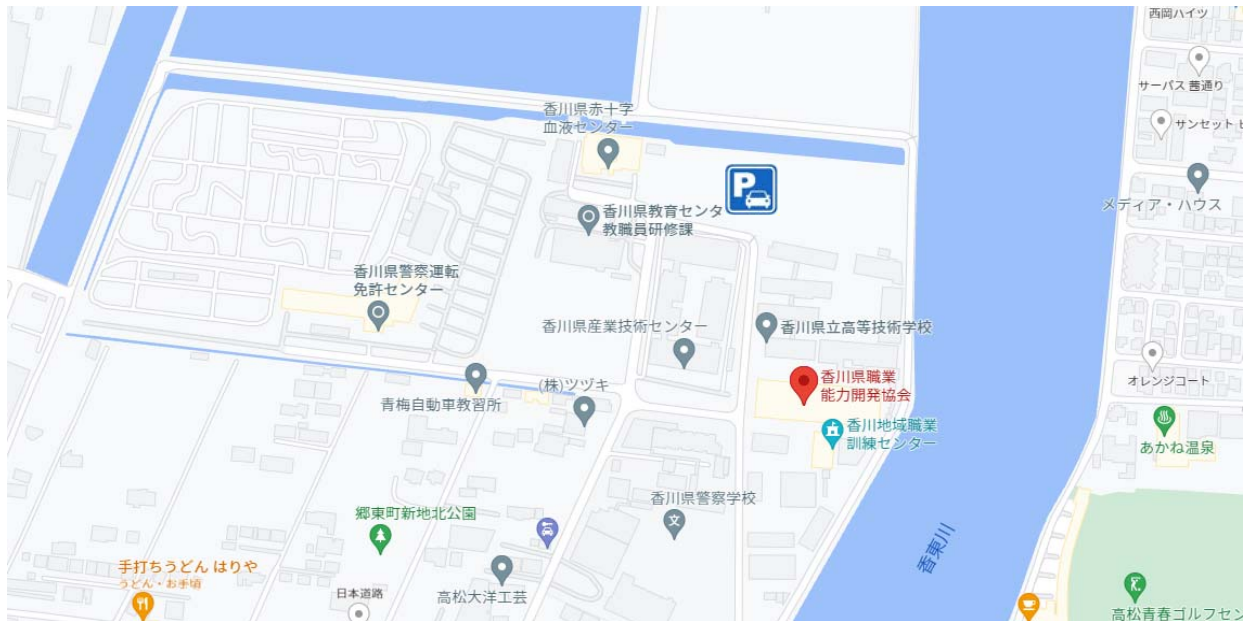 西岡ハイツ
サーパス 茜通り
香川県赤十字
血液センター
サンセット ヒ
P
メディア・ハウス
香川県教育センタ
教職員研修課
香川県警察運転
免許センター
香川県産業技術センター
香川県立高等技術学校
香川県職業
能力開発協会
オレンジコート
(株)ツヅキ
青梅自動車教習所
香川地域職業
訓練センター
あかね温泉
香川県警察学校
文
郷東町新地北公園
香東川
手打ちうどん はりや
うどん・お手頃
日本道路
高松大洋工芸
高松青春ゴルフセン